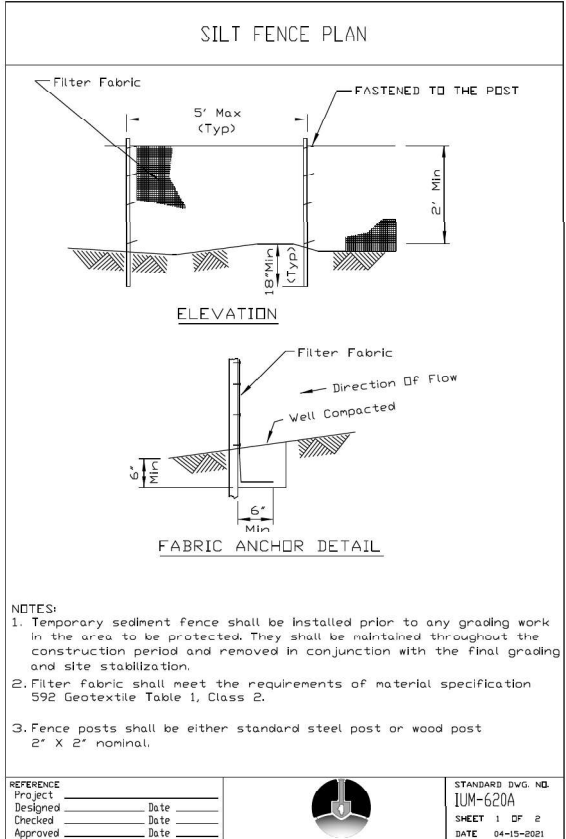 SILT FENCE PLAN
Filter Fabric
FASTENED TO THE POST
5' Max
(Typ)
2' Min
18"Min
(Typ)
ELEVATION
Filter Fabric
Direction Of Flow
Well Compacted
6"
Min
6"
Min
FABRIC ANCHOR DETAIL
NOTES:
1. Temporary sediment fence shall be installed prior to any grading work
in the area to be protected. They shall be maintained throughout the
construction period and removed in conjunction with the final grading
and site stabilization.
2. Filter fabric shall meet the requirements of material specification
592 Geotextile Table 1, Class 2.
3. Fence posts shall be either standard steel post or wood post
2" X 2" nominal.
REFERENCE
Project
Designed Date
Checked Date
Approved Date
STANDARD DWG. NO.
IUM-620A
SHEET 1 OF 2
DATE 04-15-2021